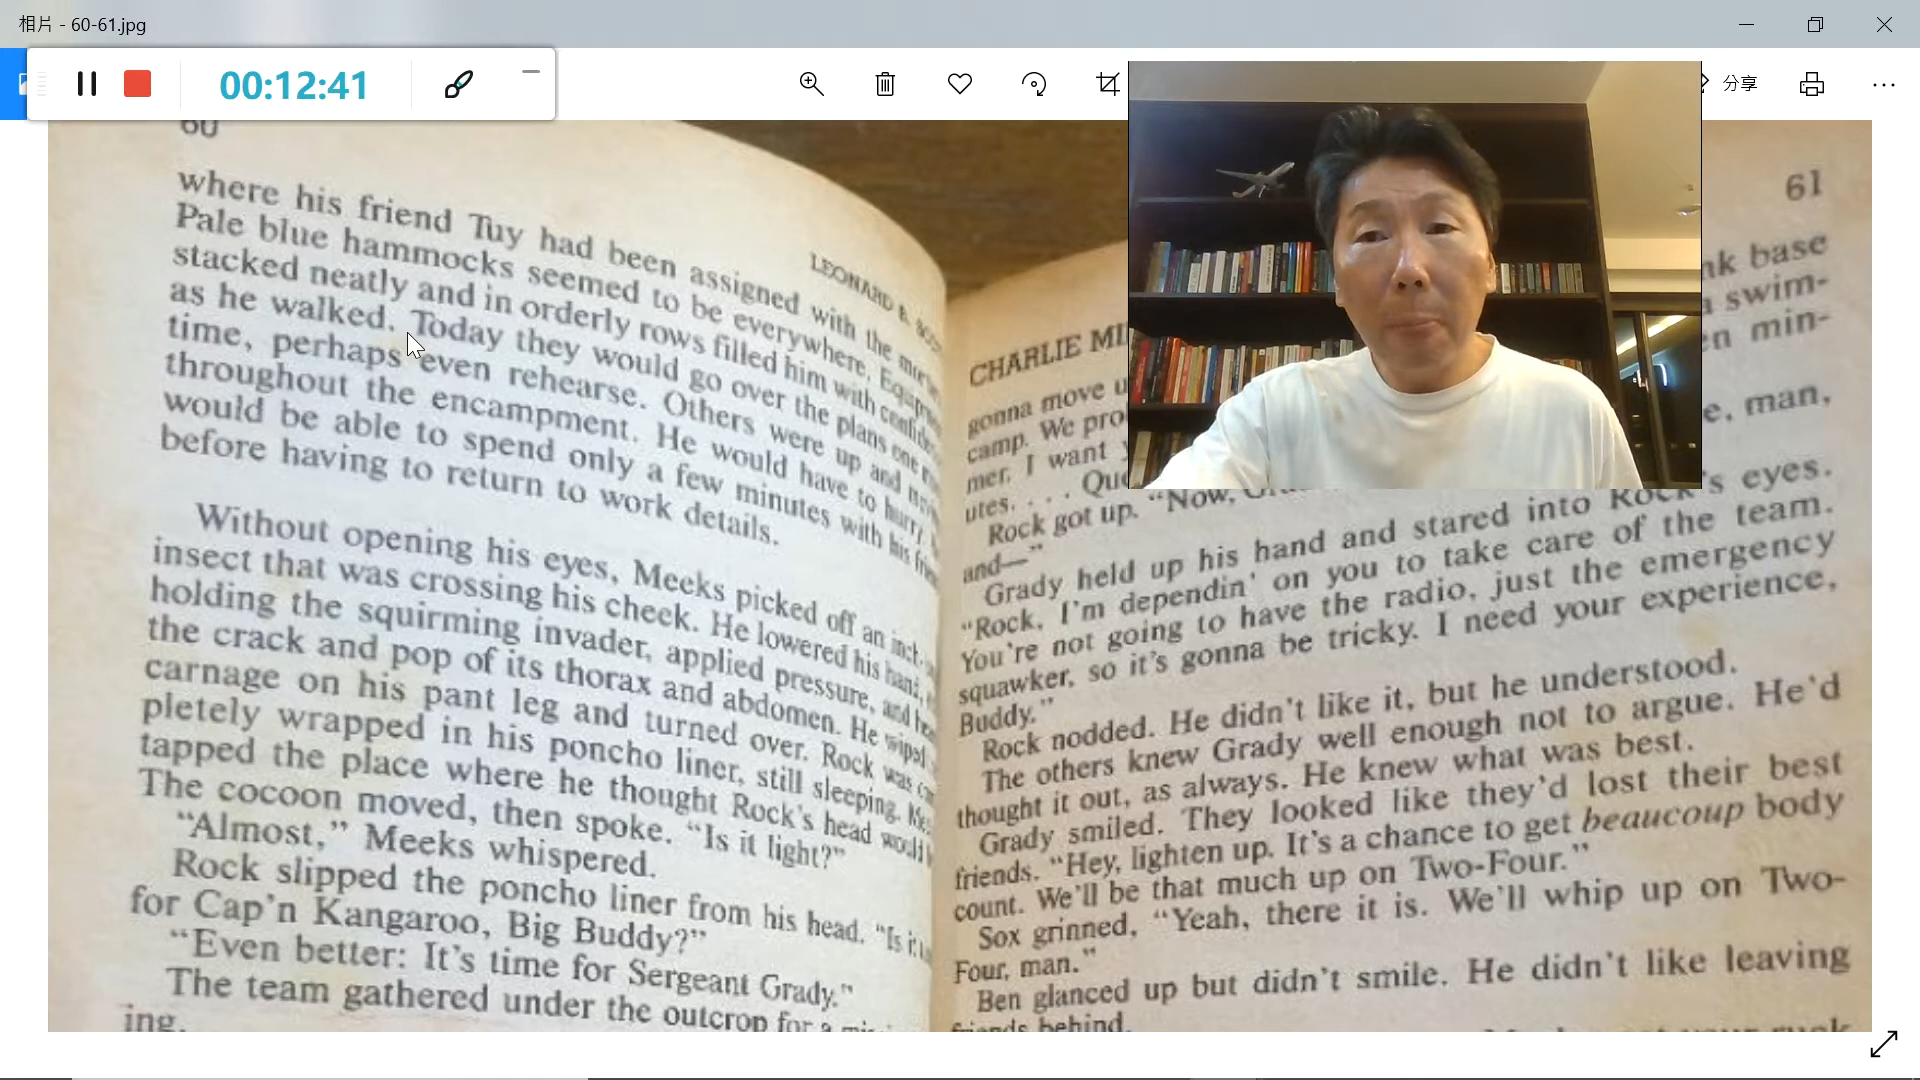 相片 - 60-61.jpg
00:12:41
分享
60
LEONARD B. SCOTT
where his friend Tuy had been assigned with the
Pale blue hammocks seemed to be everywhere.
stacked neatly and in orderly rows filled him with
as he walked. Today they would go over the plans one
time, perhaps even rehearse. Others were up and
throughout the encampment. He would have to hurry.
would be able to spend only a few minutes with his
before having to return to work details.
Without opening his eyes, Meeks picked off an
insect that was crossing his cheek. He lowered his hand,
holding the squirming invader, applied pressure, and
the crack and pop of its thorax and abdomen. He wiped
carnage on his pant leg and turned over. Rock was
pletely wrapped in his poncho liner, still sleeping.
tapped the place where he thought Rock's head would
The cocoon moved, then spoke. “Is it light?”
“Almost,” Meeks whispered.
Rock slipped the poncho liner from his head. “Is it
for Cap'n Kangaroo, Big Buddy?”
“Even better: It's time for Sergeant Grady.”
The team gathered under the outcrop for a
ing.
61
CHARLIE
gonna move
base
camp. We
swim-
mer, I want
min-
utes. . . .
man,
Rock got up. “Now,
and—”
Grady held up his hand and stared into Rock's eyes.
“Rock, I'm dependin' on you to take care of the team.
You're not going to have the radio, just the emergency
squawker, so it's gonna be tricky. I need your experience,
Buddy.”
Rock nodded. He didn't like it, but he understood.
The others knew Grady well enough not to argue. He'd
thought it out, as always. He knew what was best.
Grady smiled. They looked like they'd lost their best
friends. “Hey, lighten up. It's a chance to get beaucoup body
count. We'll be that much up on Two-Four.”
Sox grinned, “Yeah, there it is. We'll whip up on Two-
Four, man.”
Ben glanced up but didn't smile. He didn't like leaving
friends behind.